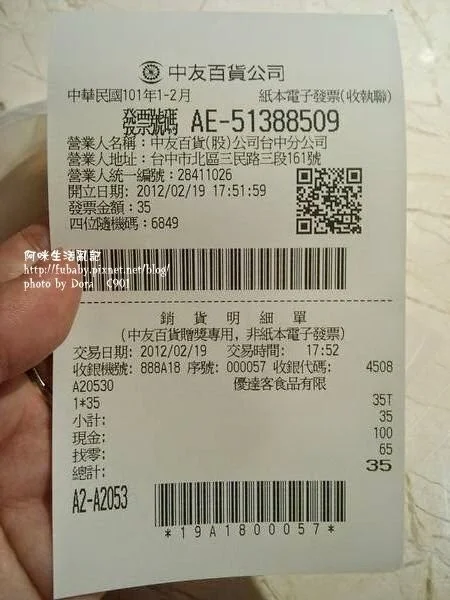 中友百貨公司
中華民國101年1-2月 紙本電子發票(收執聯)
發票號碼 AE-51388509
營業人名稱：中友百貨(股)公司台中分公司
營業人地址：台中市北區三民路三段161號
營業人統一編號：28411026
開立日期：2012/02/19 17:51:59
發票金額：35
四位隨機碼：6849
阿咪生活亂記
http://fubaby.pixnet.net/blog/
photo by Dora C901
銷貨明細單
(中友百貨贈獎專用，非紙本電子發票)
交易日期：2012/02/19 交易時間： 17:52
收銀機號：888A18 序號：000057 收銀代碼： 4508
A20530 優達客食品有限
1*35 35T
小計： 35
現金： 100
找零： 65
總計： 35
A2-A2053
*19A1800057*